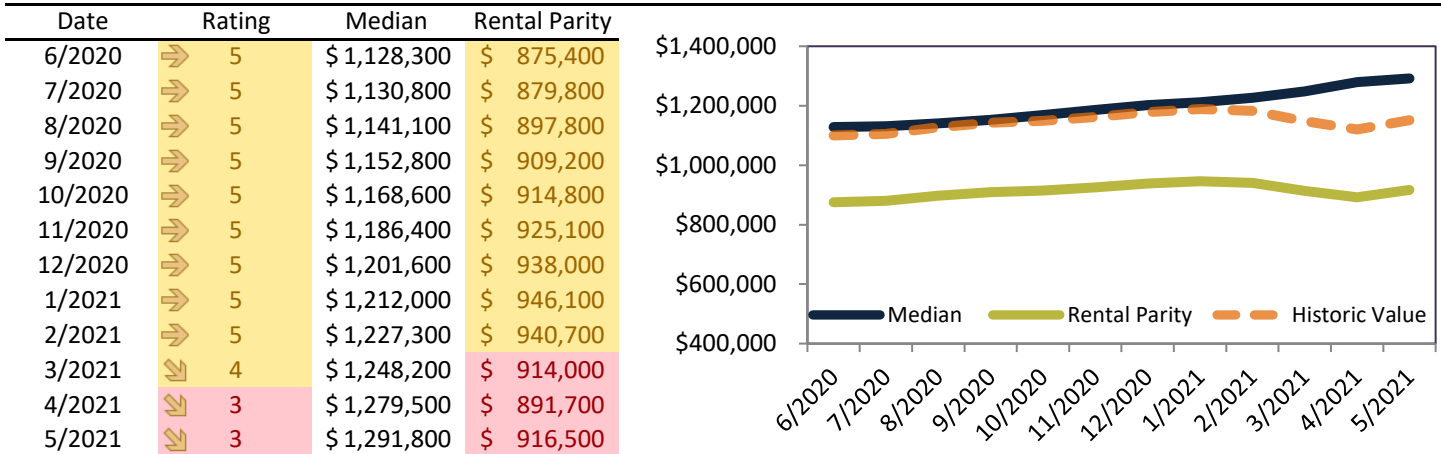 Date Rating Median Rental Parity
6/2020 5 $ 1,128,300 $ 875,400
7/2020 5 $ 1,130,800 $ 879,800
8/2020 5 $ 1,141,100 $ 897,800
9/2020 5 $ 1,152,800 $ 909,200
10/2020 5 $ 1,168,600 $ 914,800
11/2020 5 $ 1,186,400 $ 925,100
12/2020 5 $ 1,201,600 $ 938,000
1/2021 5 $ 1,212,000 $ 946,100
2/2021 5 $ 1,227,300 $ 940,700
3/2021 4 $ 1,248,200 $ 914,000
4/2021 3 $ 1,279,500 $ 891,700
5/2021 3 $ 1,291,800 $ 916,500
$1,400,000
$1,200,000
$1,000,000
$800,000
$600,000
$400,000
Median Rental Parity Historic Value
6/2020 7/2020 8/2020 9/2020 10/2020 11/2020 12/2020 1/2021 2/2021 3/2021 4/2021 5/2021